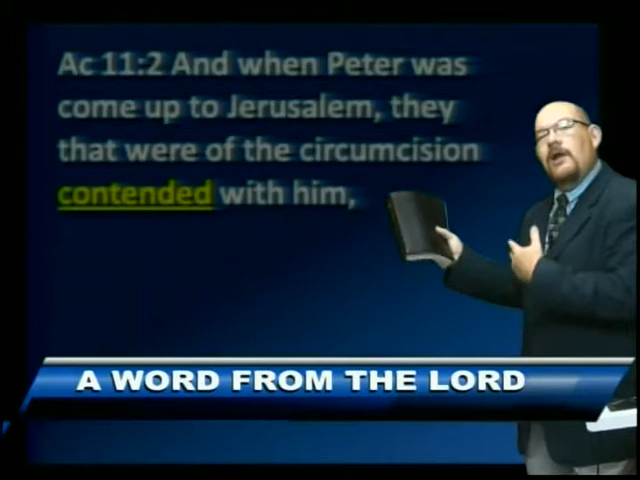 Ac 11:2 And when Peter was
come up to Jerusalem, they
that were of the circumcision
contended with him,
A WORD FROM THE LORD